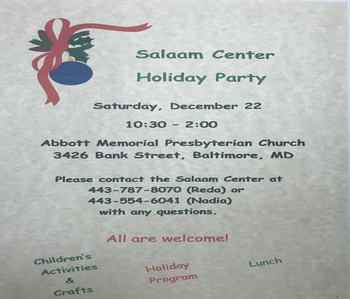 Salaam Center
Holiday Party
Saturday, December 22
10:30 - 2:00
Abbott Memorial Presbyterian Church
3426 Bank Street, Baltimore, MD
Please contact the Salaam Center at
443-787-8070 (Reda) or
443-554-6041 (Nadia)
with any questions.
All are welcome!
Children's
Activities
&
Crafts
Holiday
Program
Lunch